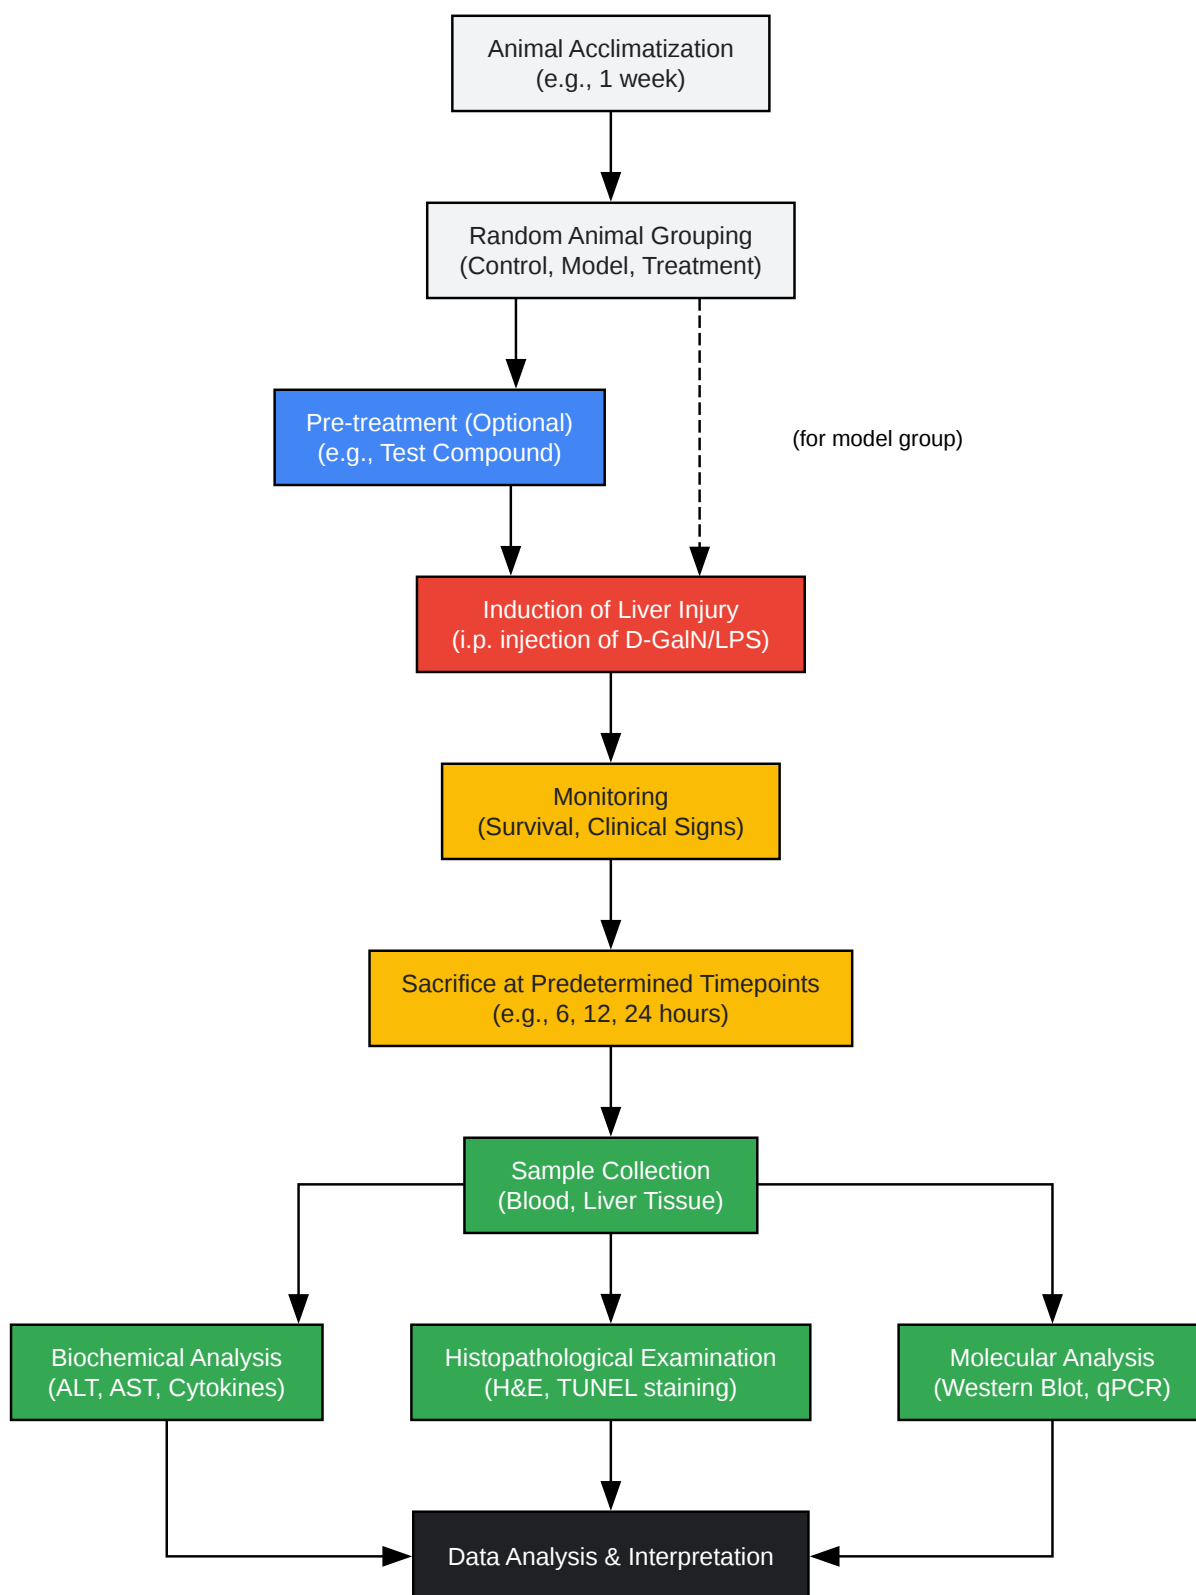 Animal Acclimatization
(e.g., 1 week)
Random Animal Grouping
(Control, Model, Treatment)
Pre-treatment (Optional)
(e.g., Test Compound)
(for model group)
Induction of Liver Injury
(i.p. injection of D-GalN/LPS)
Monitoring
(Survival, Clinical Signs)
Sacrifice at Predetermined Timepoints
(e.g., 6, 12, 24 hours)
Sample Collection
(Blood, Liver Tissue)
Biochemical Analysis
(ALT, AST, Cytokines)
Histopathological Examination
(H&E, TUNEL staining)
Molecular Analysis
(Western Blot, qPCR)
Data Analysis & Interpretation